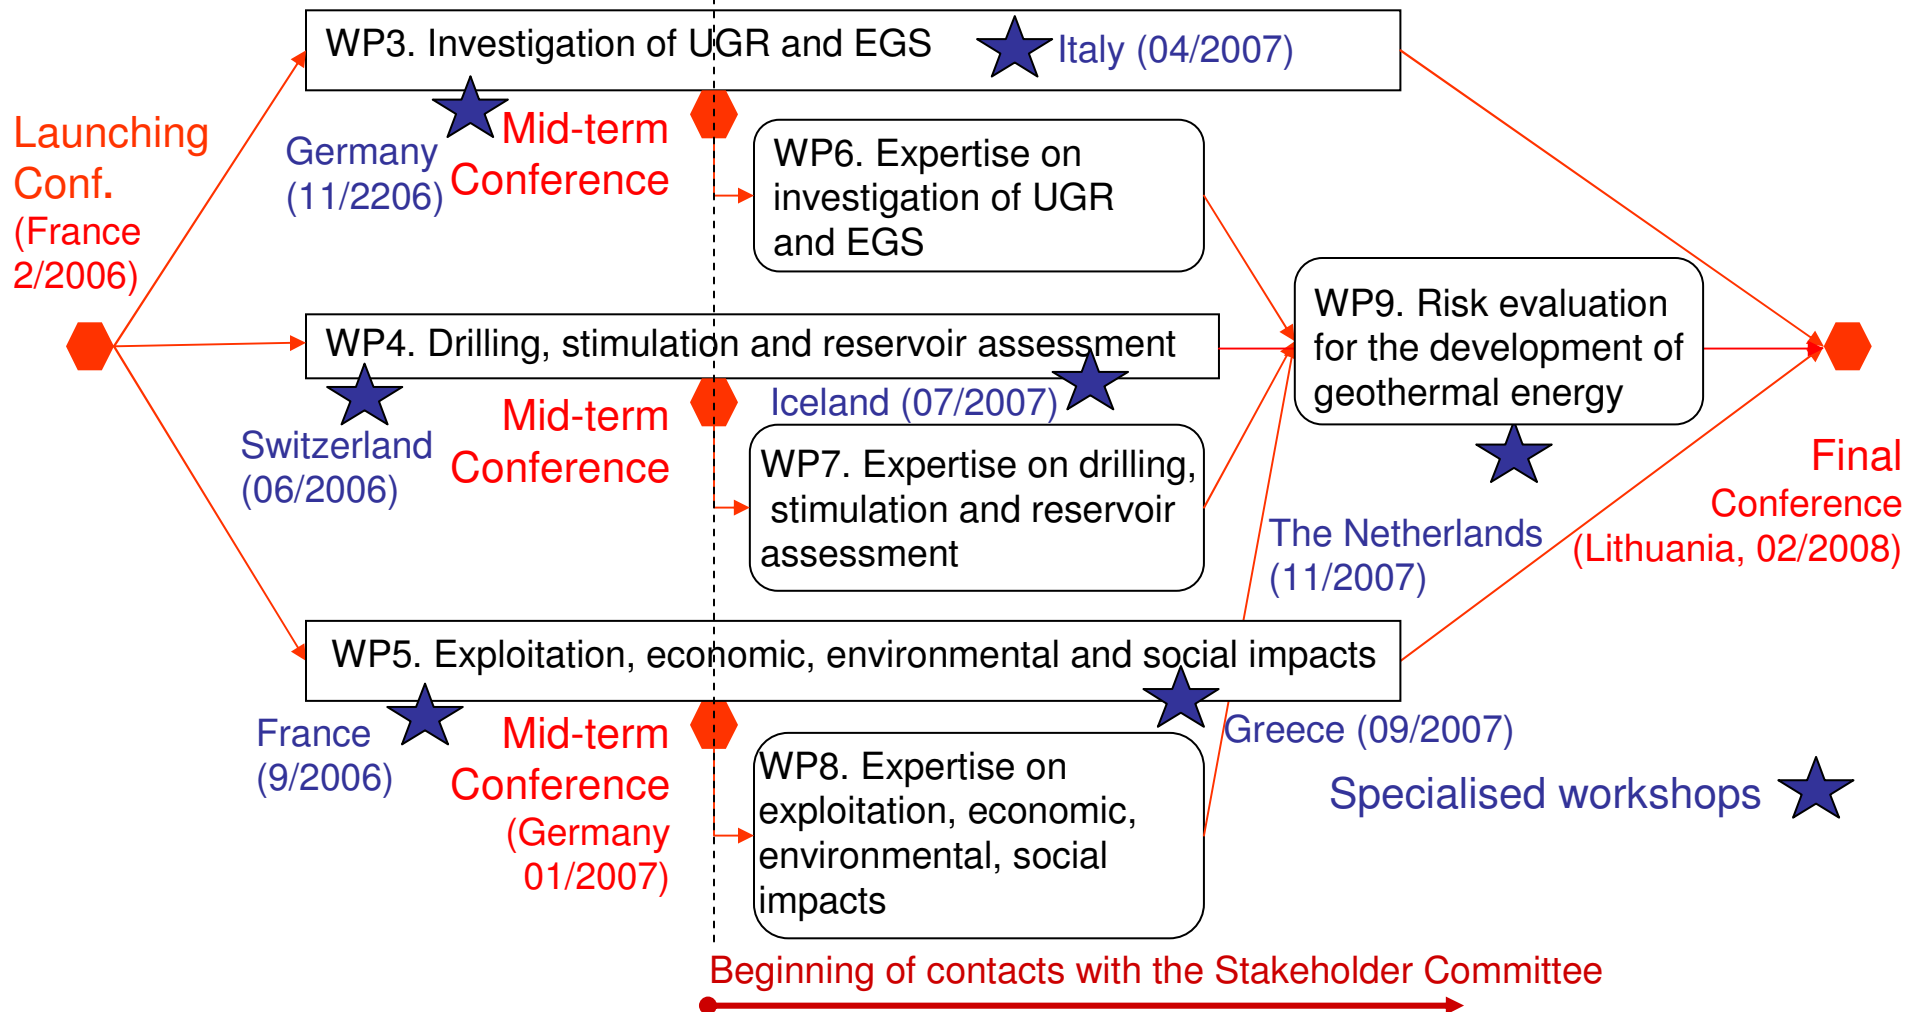 WP3. Investigation of UGR and EGS
Italy (04/2007)
Launching
Conf.
(France
2/2006)
Germany
(11/2206)
Mid-term
Conference
WP6. Expertise on
investigation of UGR
and EGS
WP9. Risk evaluation
for the development of
geothermal energy
WP4. Drilling, stimulation and reservoir assessment
Switzerland
(06/2006)
Mid-term
Conference
Iceland (07/2007)
WP7. Expertise on drilling,
stimulation and reservoir
assessment
The Netherlands
(11/2007)
Final
Conference
(Lithuania, 02/2008)
WP5. Exploitation, economic, environmental and social impacts
France
(9/2006)
Mid-term
Conference
(Germany
01/2007)
Greece (09/2007)
WP8. Expertise on
exploitation, economic,
environmental, social
impacts
Specialised workshops
Beginning of contacts with the Stakeholder Committee